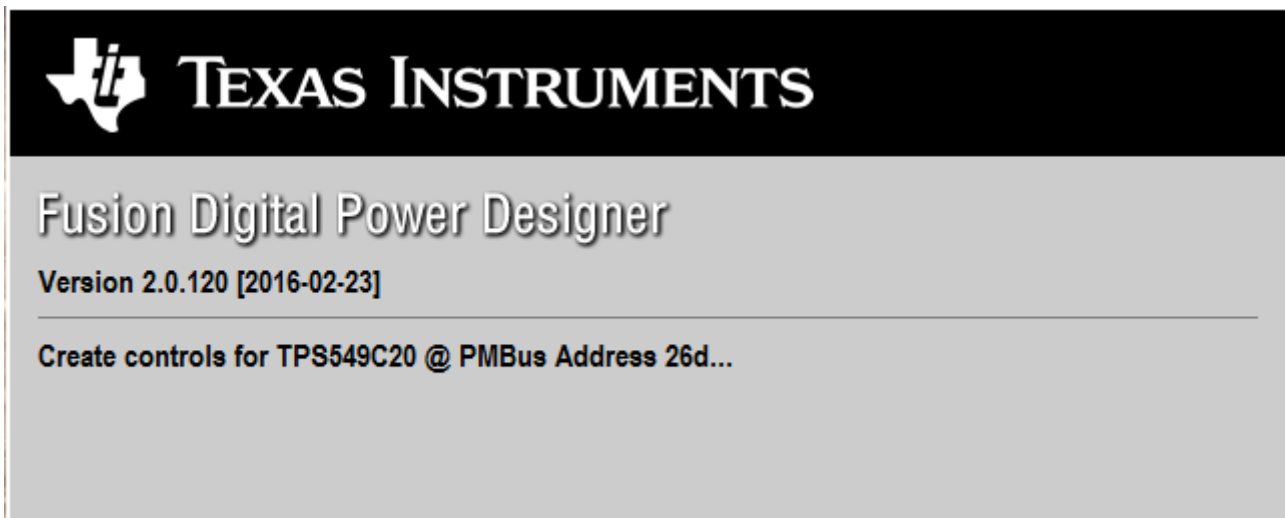 TEXAS INSTRUMENTS
Fusion Digital Power Designer
Version 2.0.120 [2016-02-23]
Create controls for TPS549C20 @ PMBus Address 26d...